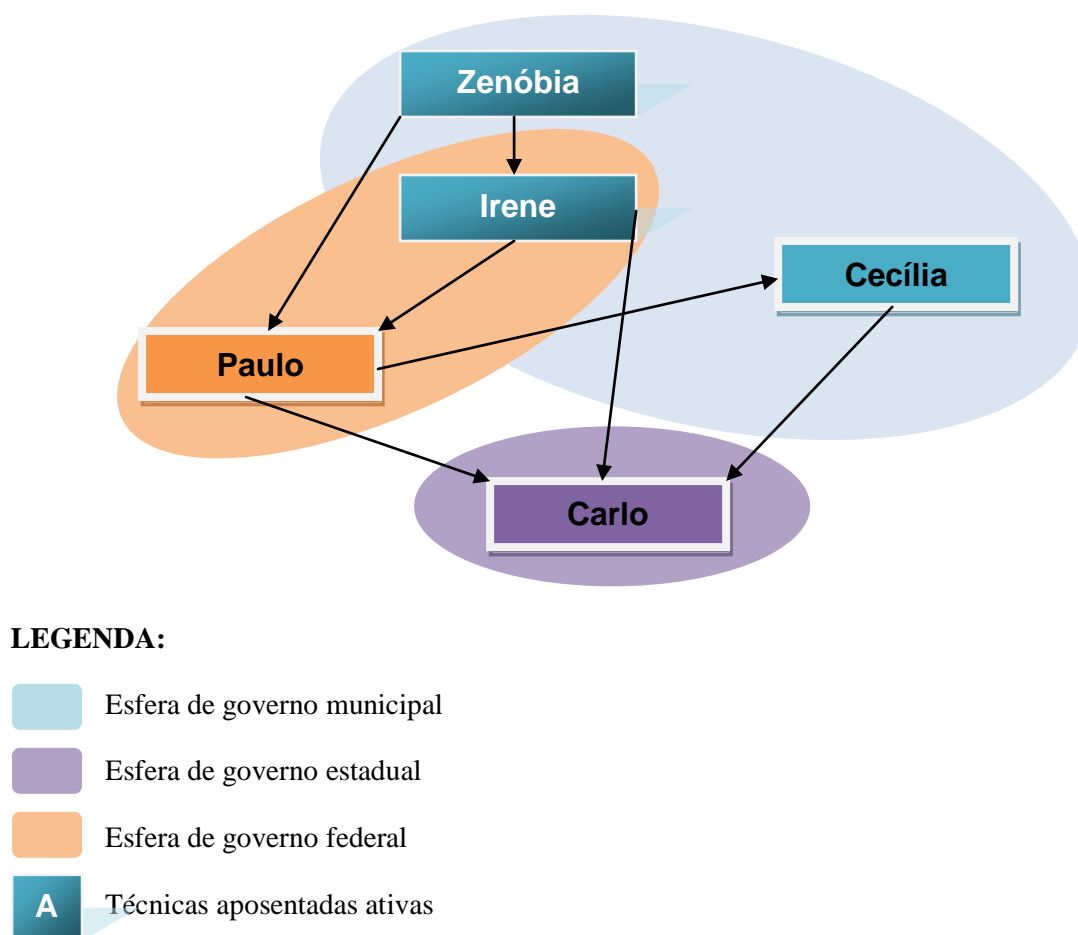 Zenóbia
Irene
Cecília
Paulo
Carlo
LEGENDA:
Esfera de governo municipal
Esfera de governo estadual
Esfera de governo federal
A Técnicas aposentadas ativas